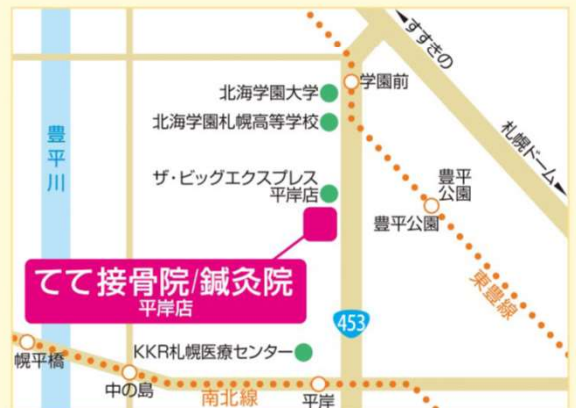 ◀すすきの
学園前
北海学園大学
北海学園札幌高等学校
札幌ドーム▶
豊平川
ザ・ビッグエクスプレス
平岸店
豊平
公園
豊平公園
てて接骨院/鍼灸院
平岸店
東豊線
453
KKR札幌医療センター
幌平橋
中の島
南北線
平岸